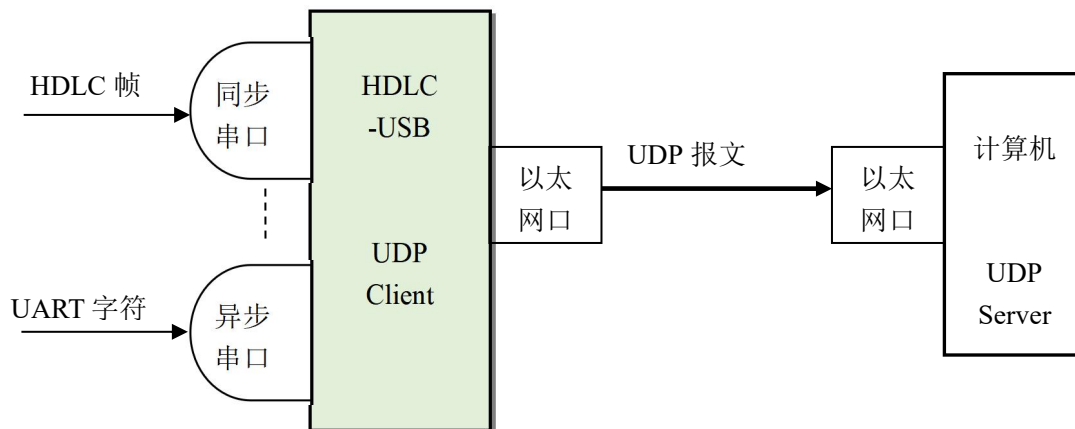 HDLC 帧
同步
串口
HDLC
-USB
UDP
Client
以太
网口
UDP 报文
以太
网口
计算机
UDP
Server
UART 字符
异步
串口